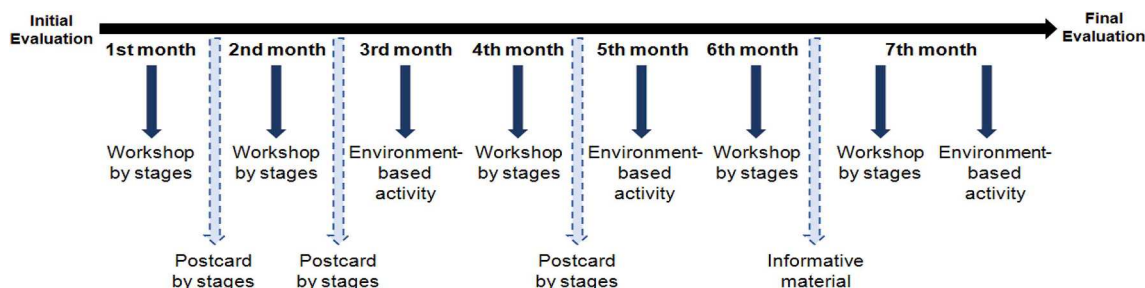 Initial
Evaluation
Final
Evaluation
1st month
2nd month
3rd month
4th month
5th month
6th month
7th month
Workshop
by stages
Workshop
by stages
Environment-
based
activity
Workshop
by stages
Environment-
based
activity
Workshop
by stages
Workshop
by stages
Environment-
based
activity
Postcard
by stages
Postcard
by stages
Postcard
by stages
Informative
material